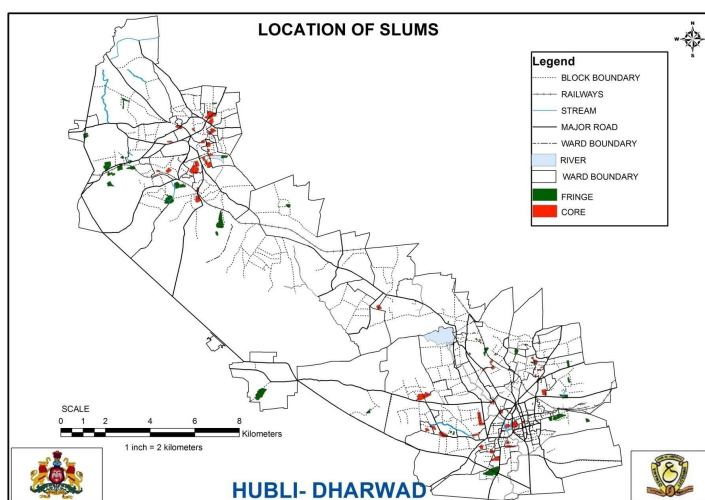 LOCATION OF SLUMS
N
W E
S
Legend
BLOCK BOUNDARY
RAILWAYS
STREAM
MAJOR ROAD
WARD BOUNDARY
RIVER
WARD BOUNDARY
FRINGE
CORE
SCALE
0 1 2 4 6 8
Kilometers
1 inch = 2 kilometers
HUBLI- DHARWAD